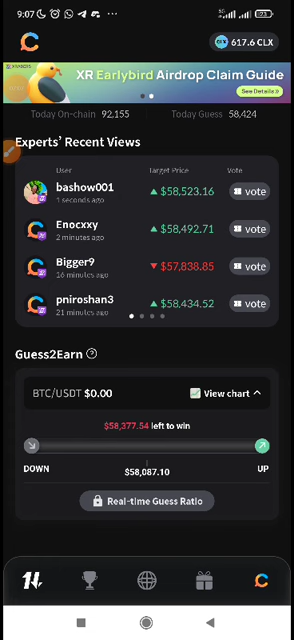 9:07
617.6 CLX
XR Earlybird Airdrop Claim Guide
See Details
Today On-chain 92,155 Today Guess 58,424
Experts' Recent Views
User Target Price Vote
bashow001 $58,523.16 vote
1 seconds ago
Enocxxy $58,492.71 vote
2 minutes ago
Bigger9 $57,838.85 vote
16 minutes ago
pniroshan3 $58,434.52 vote
21 minutes ago
Guess2Earn ?
BTC/USDT $0.00 View chart
$58,377.54 left to win
DOWN $58,087.10 UP
Real-time Guess Ratio